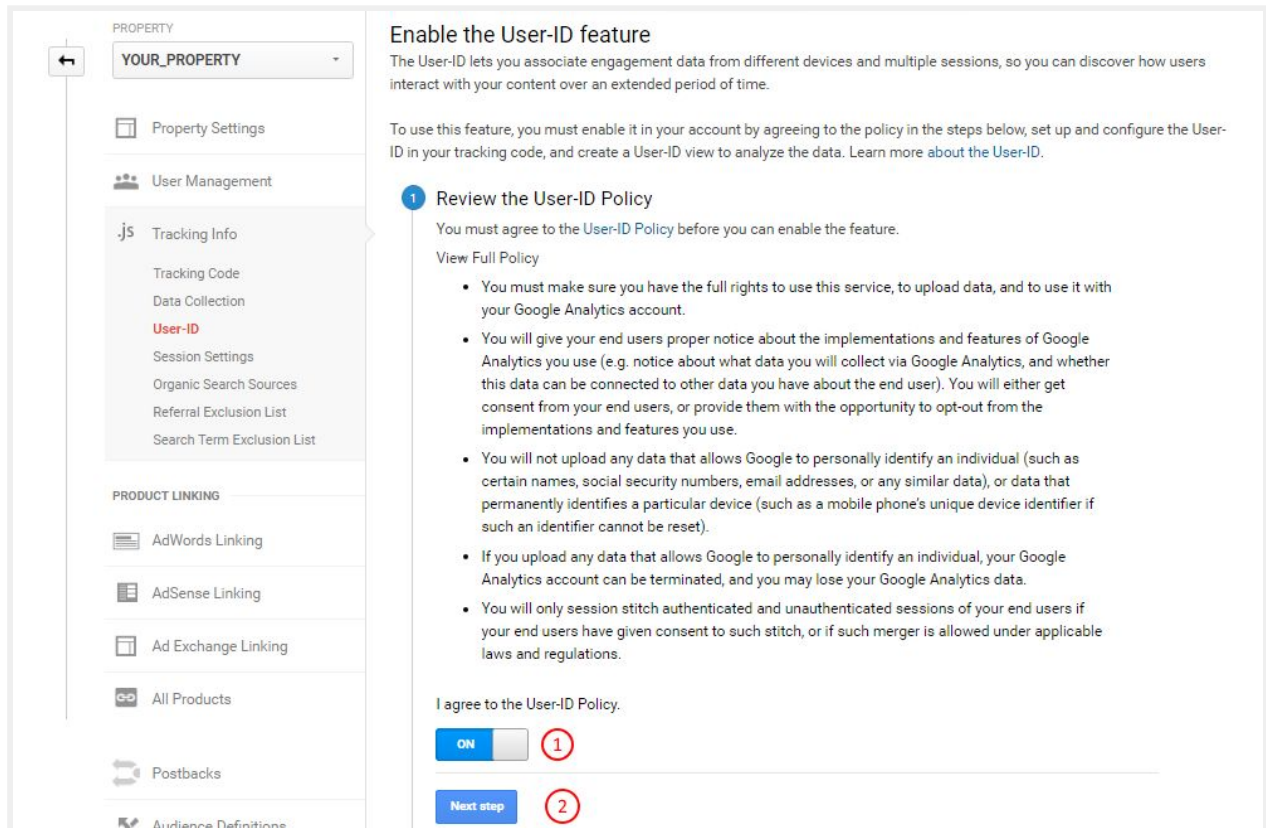 PROPERTY
YOUR_PROPERTY
Property Settings
User Management
.js Tracking Info
Tracking Code
Data Collection
User-ID
Session Settings
Organic Search Sources
Referral Exclusion List
Search Term Exclusion List
PRODUCT LINKING
AdWords Linking
AdSense Linking
Ad Exchange Linking
All Products
Postbacks
Audience Definitions
Enable the User-ID feature
The User-ID lets you associate engagement data from different devices and multiple sessions, so you can discover how users
interact with your content over an extended period of time.
To use this feature, you must enable it in your account by agreeing to the policy in the steps below, set up and configure the User-
ID in your tracking code, and create a User-ID view to analyze the data. Learn more about the User-ID.
1 Review the User-ID Policy
You must agree to the User-ID Policy before you can enable the feature.
View Full Policy
• You must make sure you have the full rights to use this service, to upload data, and to use it with
your Google Analytics account.
• You will give your end users proper notice about the implementations and features of Google
Analytics you use (e.g. notice about what data you will collect via Google Analytics, and whether
this data can be connected to other data you have about the end user). You will either get
consent from your end users, or provide them with the opportunity to opt-out from the
implementations and features you use.
• You will not upload any data that allows Google to personally identify an individual (such as
certain names, social security numbers, email addresses, or any similar data), or data that
permanently identifies a particular device (such as a mobile phone's unique device identifier if
such an identifier cannot be reset).
• If you upload any data that allows Google to personally identify an individual, your Google
Analytics account can be terminated, and you may lose your Google Analytics data.
• You will only session stitch authenticated and unauthenticated sessions of your end users if
your end users have given consent to such stitch, or if such merger is allowed under applicable
laws and regulations.
I agree to the User-ID Policy.
ON 1
Next step 2